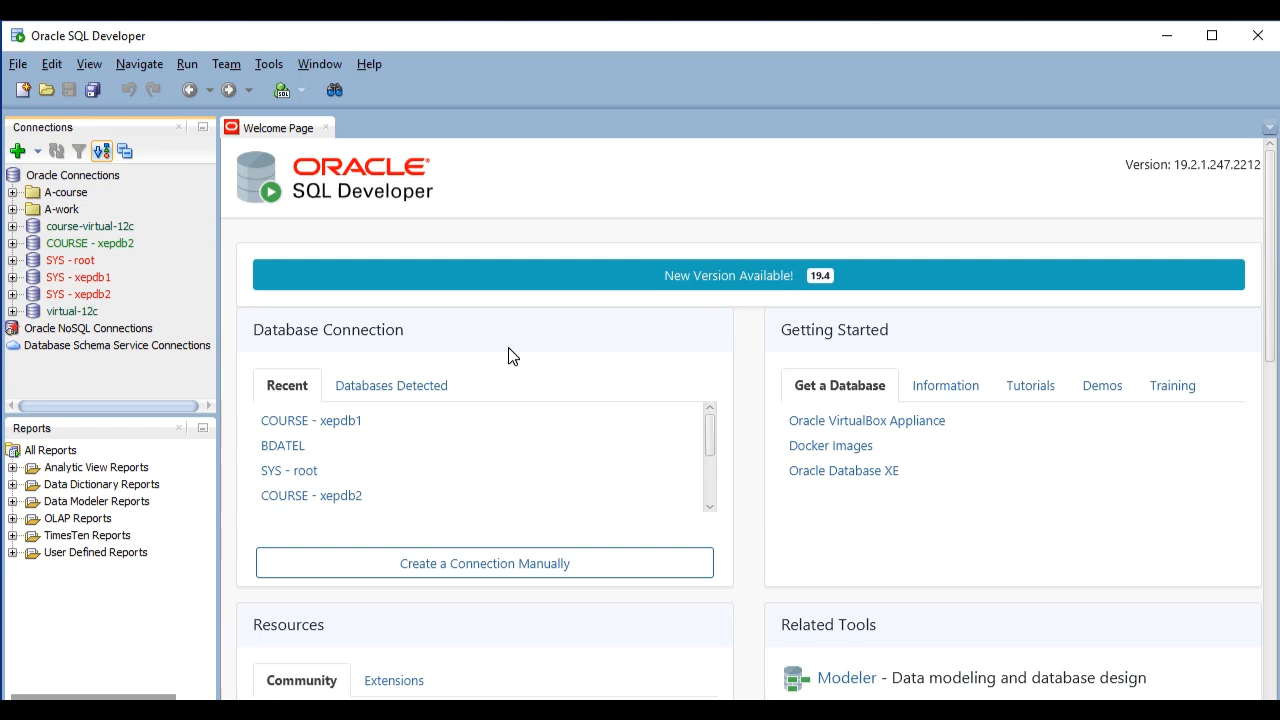 Oracle SQL Developer
File Edit View Navigate Run Team Tools Window Help
SQL
Connections
Welcome Page
Oracle Connections
A-course
A-work
course-virtual-12c
COURSE - xepdb2
SYS - root
SYS - xepdb1
SYS - xepdb2
virtual-12c
Oracle NoSQL Connections
Database Schema Service Connections
Reports
All Reports
Analytic View Reports
Data Dictionary Reports
Data Modeler Reports
OLAP Reports
TimesTen Reports
User Defined Reports
ORACLE
SQL Developer
Version: 19.2.1.247.2212
New Version Available! 19.4
Database Connection
Recent Databases Detected
COURSE - xepdb1
BDATEL
SYS - root
COURSE - xepdb2
Create a Connection Manually
Getting Started
Get a Database Information Tutorials Demos Training
Oracle VirtualBox Appliance
Docker Images
Oracle Database XE
Resources
Community Extensions
Related Tools
Modeler - Data modeling and database design